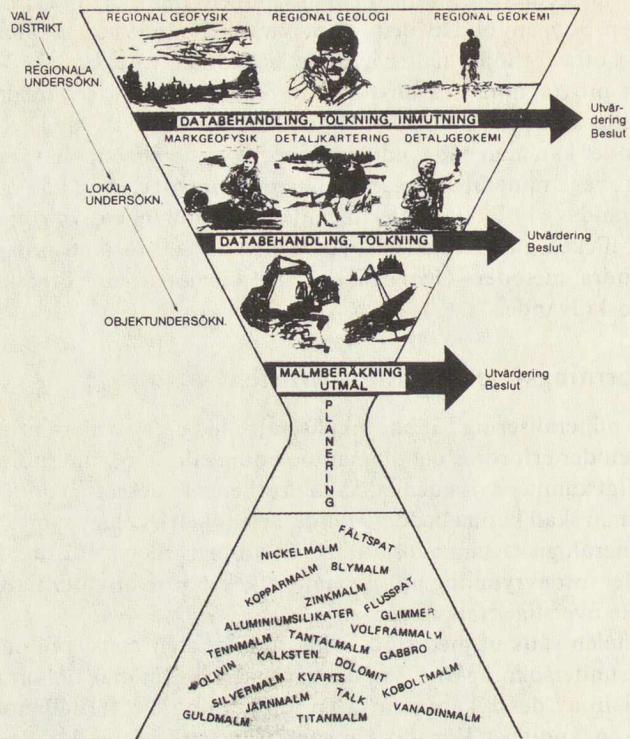 VAL AV
DISTRIKT
REGIONAL GEOFYSIK
REGIONAL GEOLOGI
REGIONAL GEOKEMI
REGIONALA
UNDERSÖKN.
DATABEHANDLING, TOLKNING, INMUTNING
Utvär-
dering
Beslut
MARKGEOFYSIK
DETALJKARTERING
DETALJGEOKEMI
LOKALA
UNDERSÖKN.
DATABEHANDLING, TOLKNING
Utvärdering
Beslut
OBJEKTUNDERSÖKN.
MALMBERÄKNING
UTMÅL
Utvärdering
Beslut
PLANERING
FÄLTSPAT
NICKELMALM
BLYMALM
KOPPARMALM
ZINKMALM
FLUSSPAT
ALUMINIUMSILIKATER
GLIMMER
VOLFRAMMALM
TENNMALM
TANTALMALM
GABBRO
KALKSTEN
OLIVIN
DOLOMIT
KVARTS
KOBOLTMALM
SILVERMALM
TALK
JÄRNMALM
VANADINMALM
GULDMALM
TITANMALM